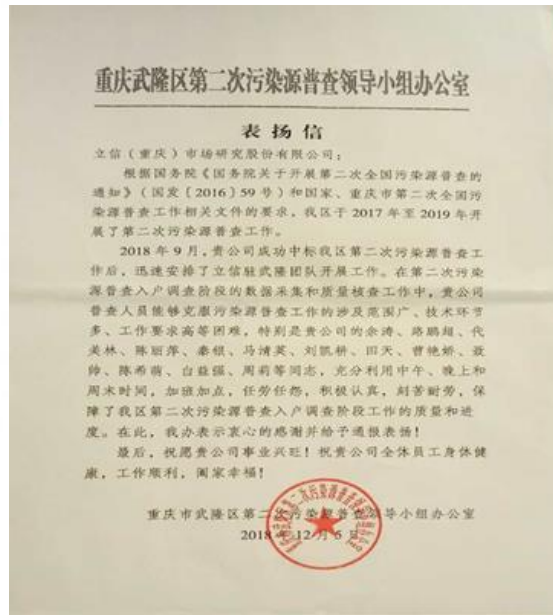 重庆武隆区第二次污染源普查领导小组办公室
表扬信
立信（重庆）市场研究股份有限公司：
根据国务院《国务院关于开展第二次全国污染源普查的
通知》（国发〔2016〕59号）和国家、重庆市第二次全国污
染源普查工作相关文件的要求，我区于2017年至2019年开
展了第二次污染源普查工作。
2018年9月，贵公司成功中标我区第二次污染源普查工
作后，迅速安排了立信驻武隆团队开展工作。在第二次污染
源普查入户调查阶段的数据采集和质量核查工作中，贵公司
普查人员能够克服污染源普查工作的涉及范围广、技术环节
多、工作要求高等困难，特别是贵公司的余涛、路鹏超、代
美林、陈丽萍、秦银、马清英、刘凯桥、田天、曹艳娇、聂
帅、陈希萌、白益强、周莉等同志，充分利用中午、晚上和
周末时间，加班加点，任劳任怨，积极认真，刻苦耐劳，保
障了我区第二次污染源普查入户调查阶段工作的质量和进
度。在此，我办表示衷心的感谢并给予通报表扬！
最后，祝愿贵公司事业兴旺！祝贵公司全体员工身体健
康，工作顺利，阖家幸福！
重庆市武隆区第二次污染源普查领导小组办公室
2018年12月5日